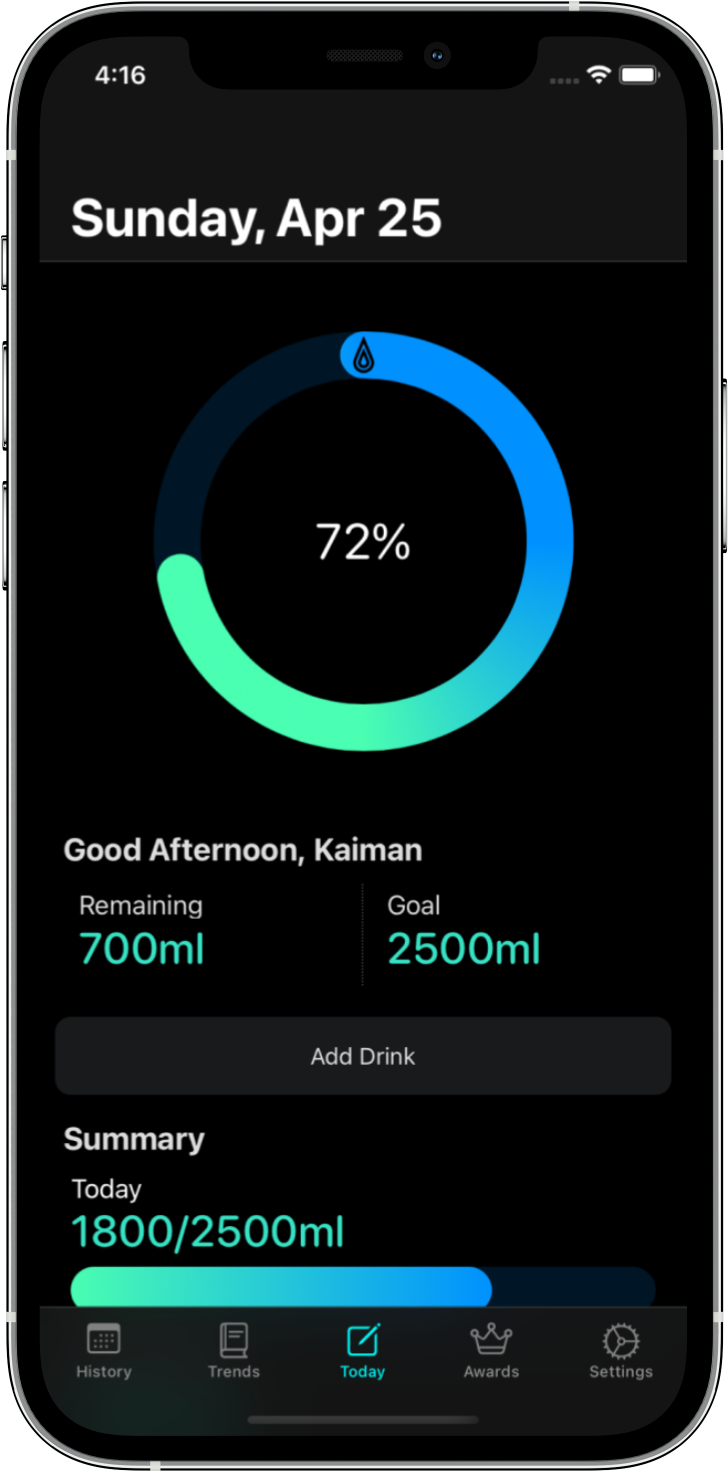 4:16
Sunday, Apr 25
72%
Good Afternoon, Kaiman
Remaining
Goal
700ml
2500ml
Add Drink
Summary
Today
1800/2500ml
History
Trends
Today
Awards
Settings